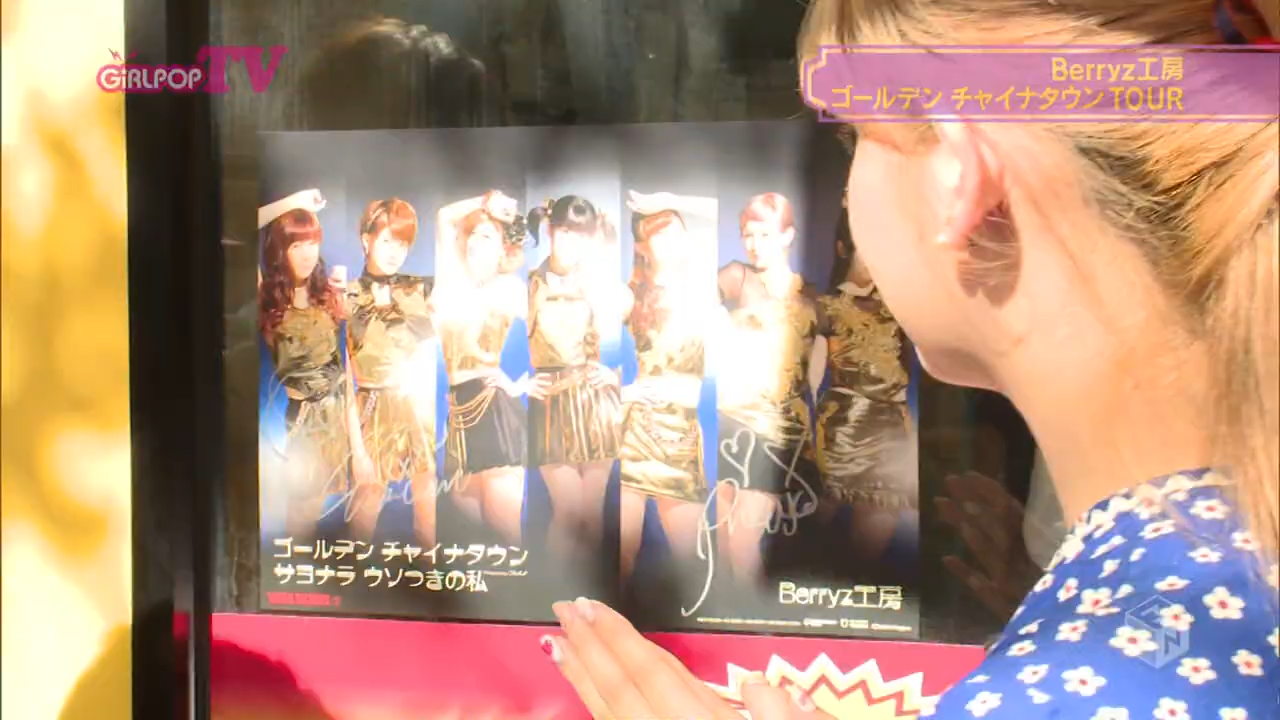 GiRLPOP TV
Berryz工房
ゴールデン チャイナタウン TOUR
ゴールデン チャイナタウン
サヨナラ ウソつきの私
Berryz工房